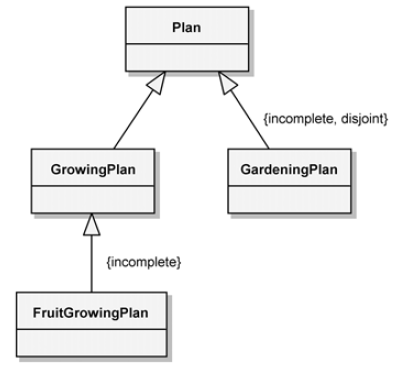 Plan
{incomplete, disjoint}
GrowingPlan
GardeningPlan
{incomplete}
FruitGrowingPlan